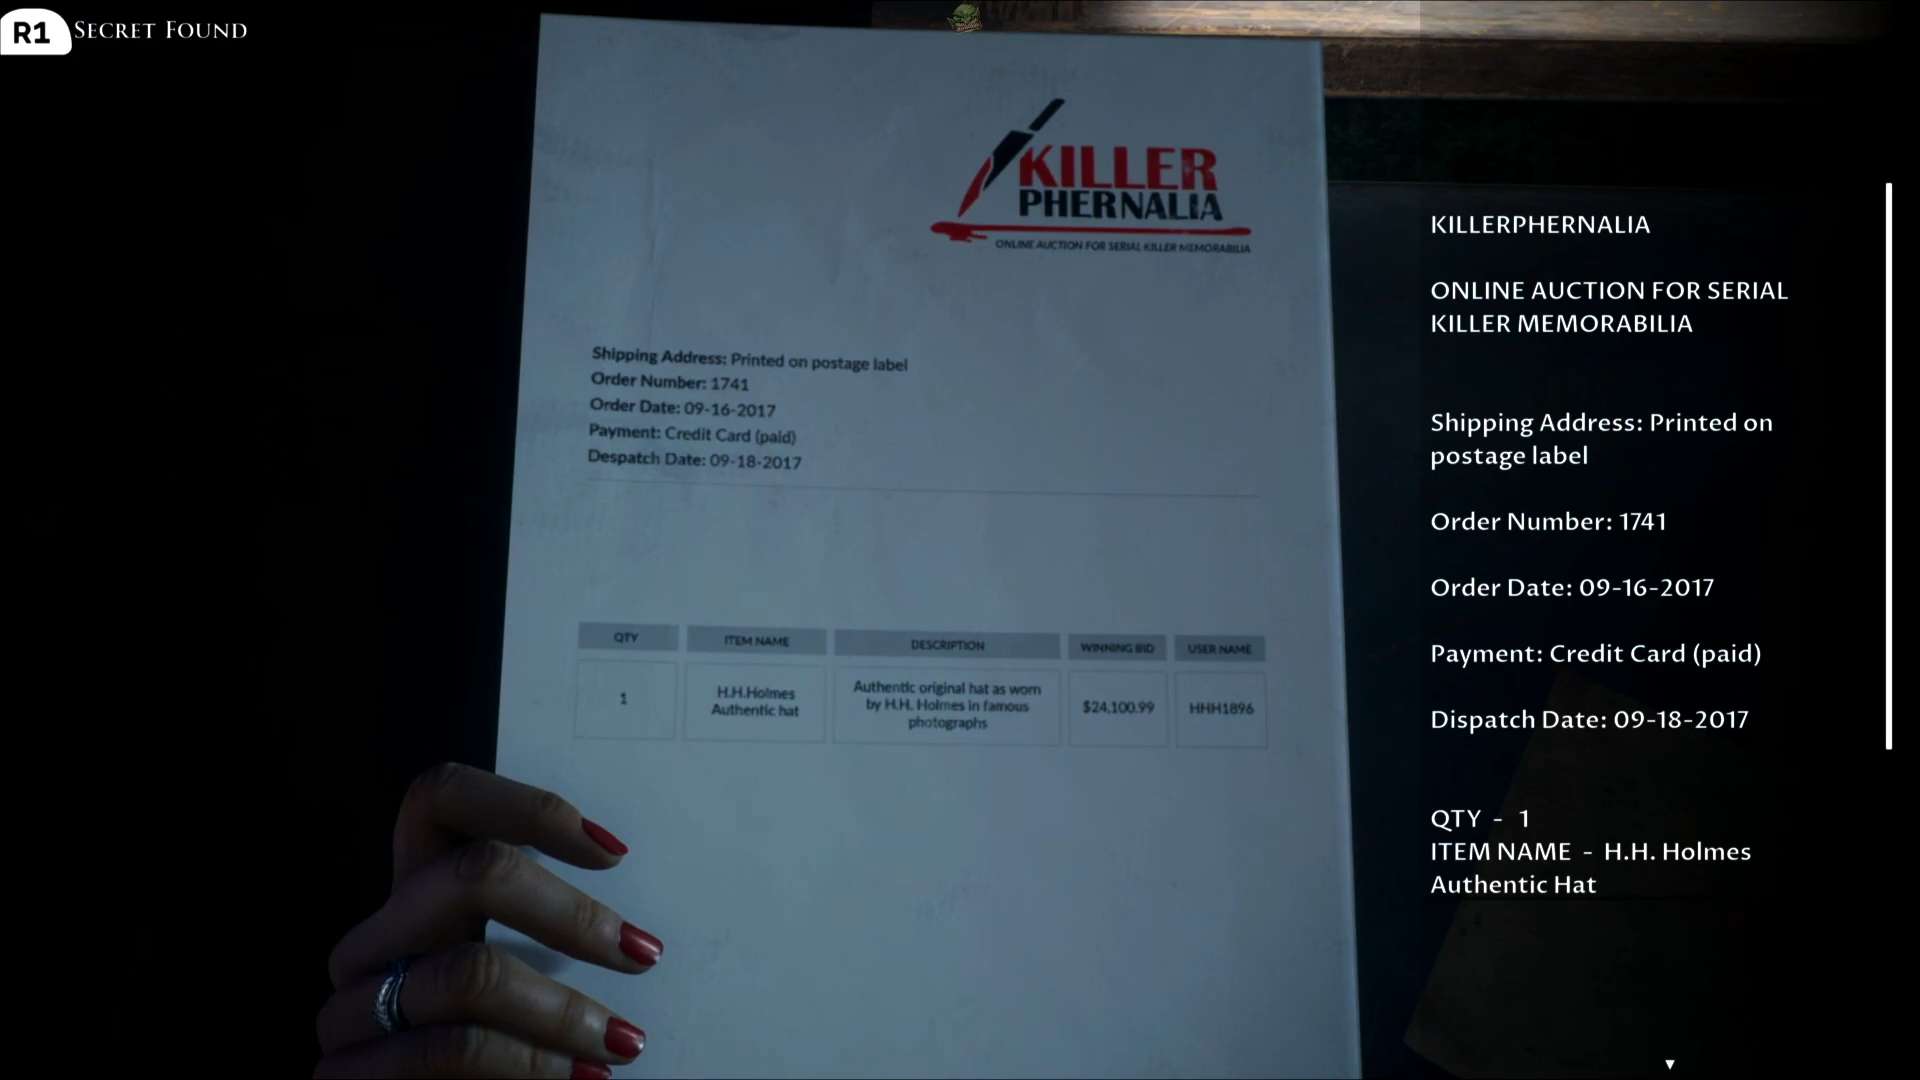 R1 SECRET FOUND
KILLER
PHERNALIA
ONLINE AUCTION FOR SERIAL KILLER MEMORABILIA
Shipping Address: Printed on postage label
Order Number: 1741
Order Date: 09-16-2017
Payment: Credit Card (paid)
Despatch Date: 09-18-2017
QTY ITEM NAME DESCRIPTION WINNING BID USER NAME
1 H.H.Holmes Authentic hat Authentic original hat as worn by H.H. Holmes in famous photographs $24,100.99 HHH1896
KILLERPHERNALIA
ONLINE AUCTION FOR SERIAL
KILLER MEMORABILIA
Shipping Address: Printed on
postage label
Order Number: 1741
Order Date: 09-16-2017
Payment: Credit Card (paid)
Dispatch Date: 09-18-2017
QTY - 1
ITEM NAME - H.H. Holmes
Authentic Hat